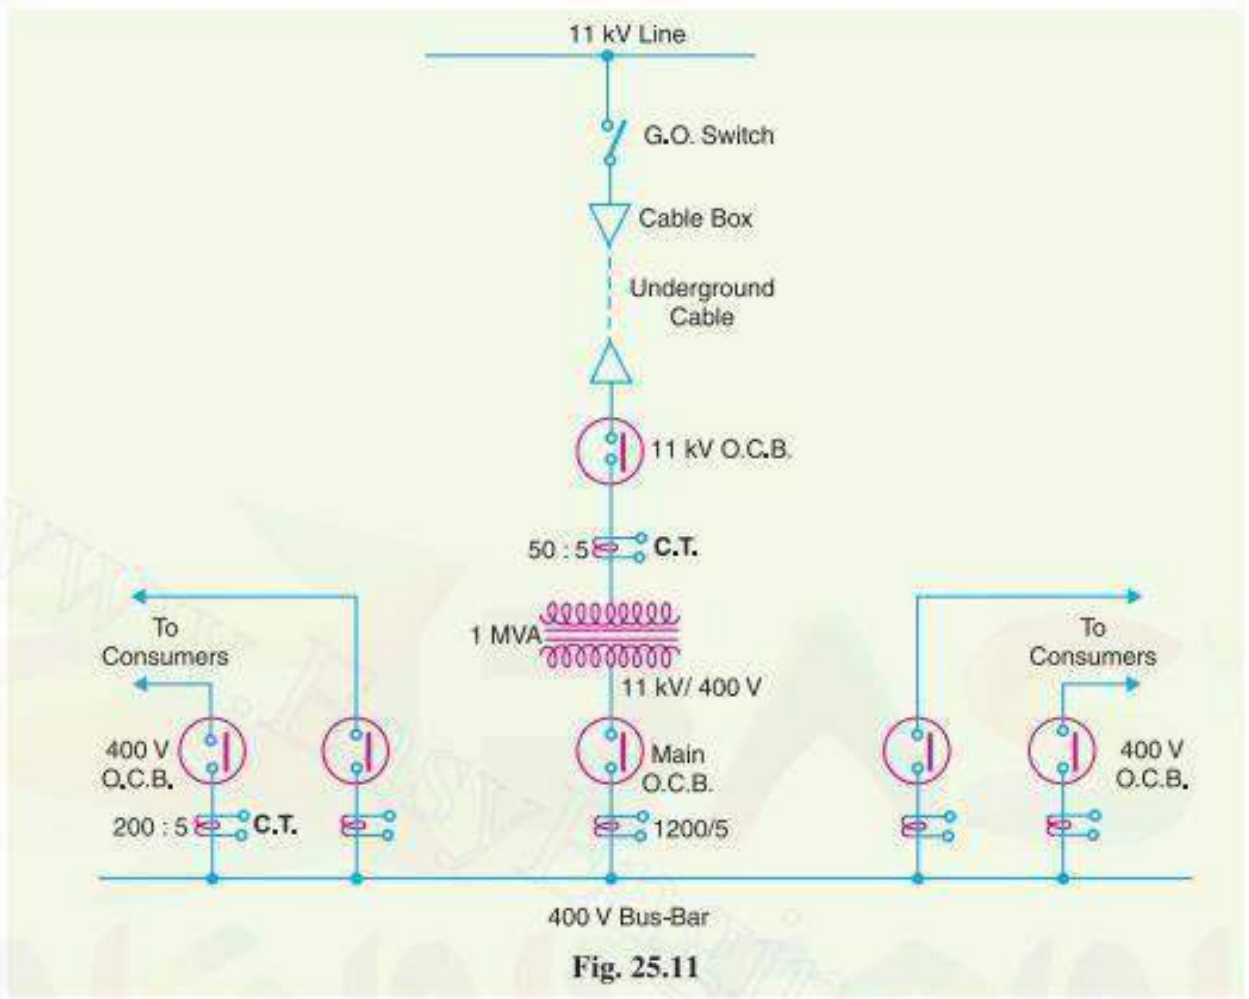 11 kV Line
G.O. Switch
Cable Box
Underground
Cable
11 kV O.C.B.
50 : 5
C.T.
1 MVA
11 kV/ 400 V
To
Consumers
To
Consumers
400 V
O.C.B.
Main
O.C.B.
400 V
O.C.B.
200 : 5
C.T.
1200/5
400 V Bus-Bar
Fig. 25.11